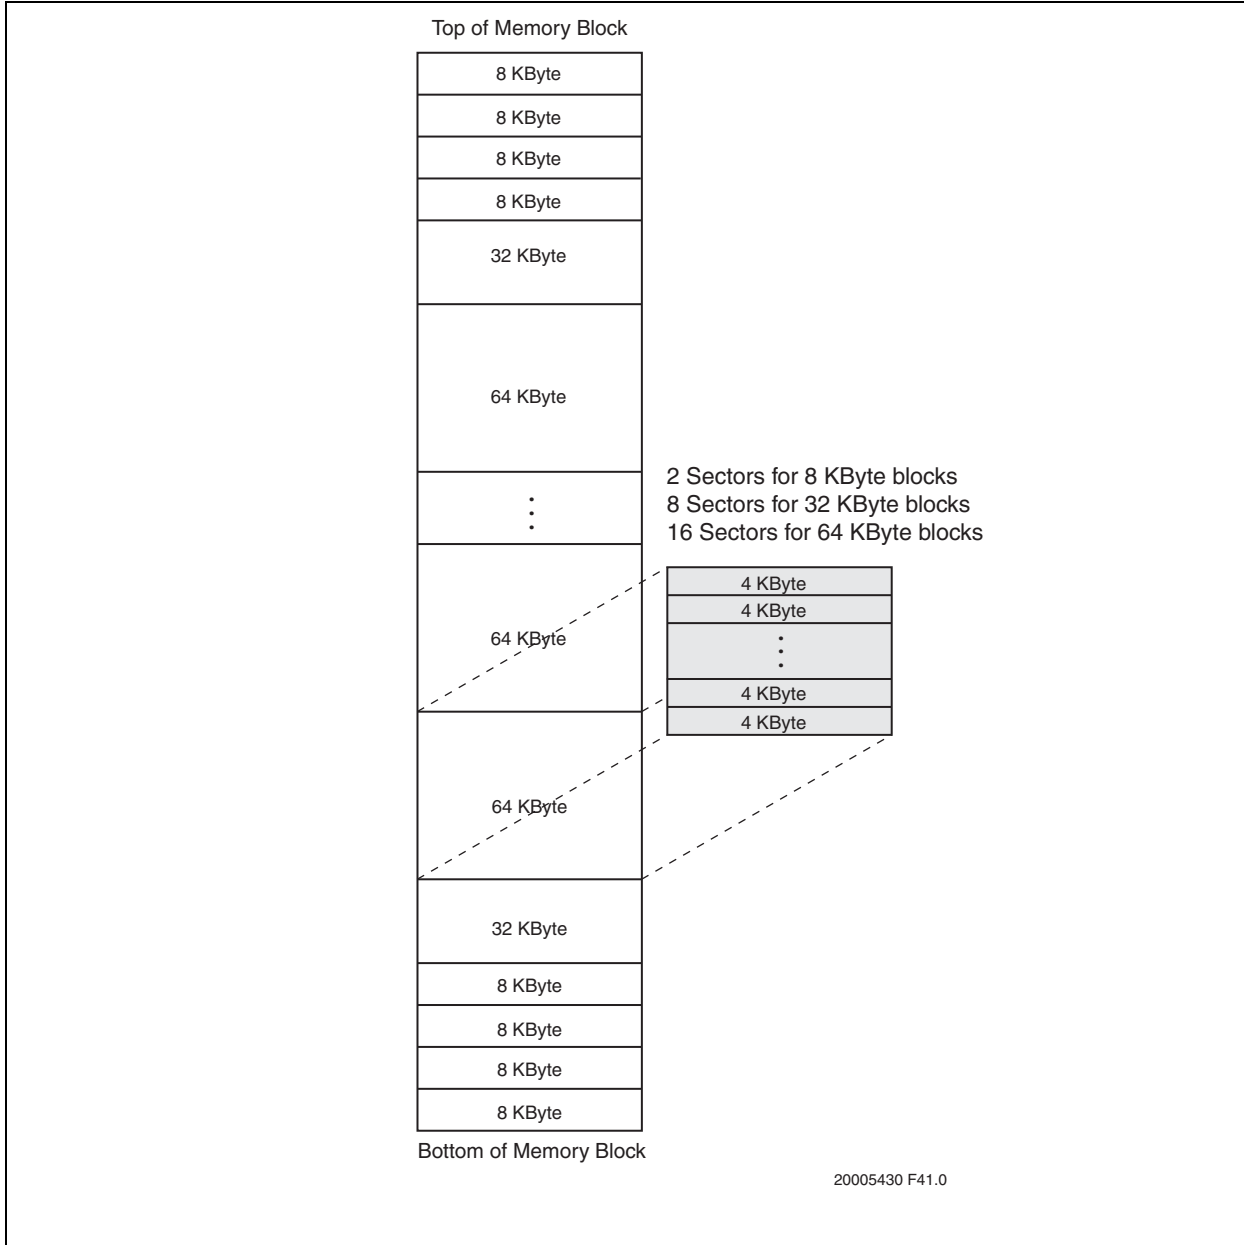 Top of Memory Block
8 KByte
8 KByte
8 KByte
8 KByte
32 KByte
64 KByte
2 Sectors for 8 KByte blocks
8 Sectors for 32 KByte blocks
16 Sectors for 64 KByte blocks
4 KByte
4 KByte
64 KByte
4 KByte
4 KByte
64 KByte
32 KByte
8 KByte
8 KByte
8 KByte
8 KByte
Bottom of Memory Block
20005430 F41.0